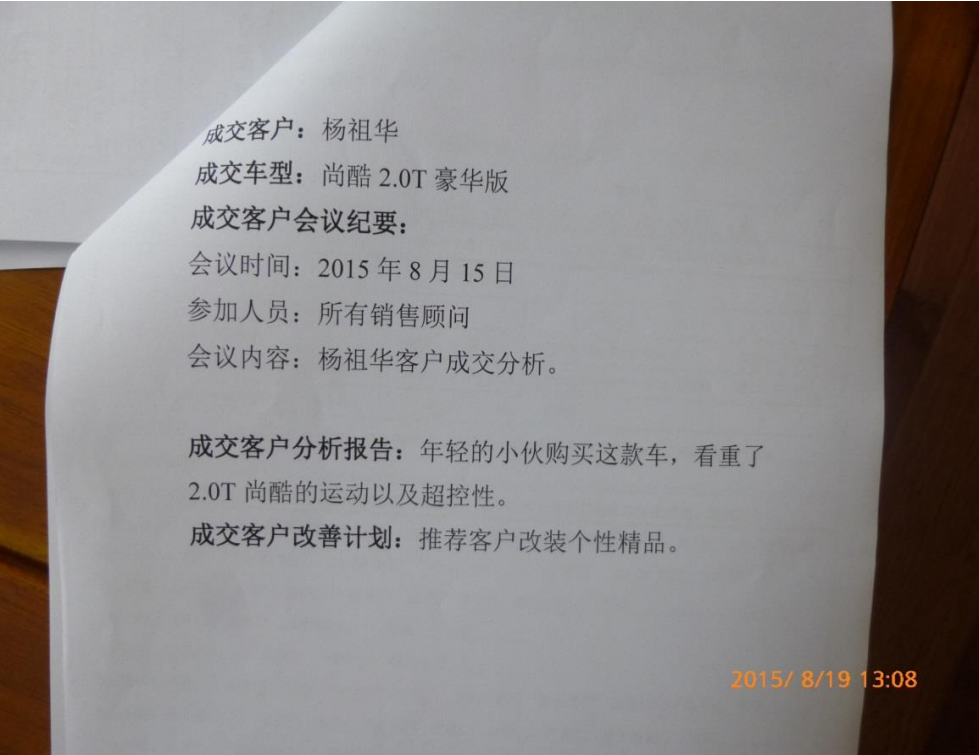 成交客户：杨祖华
成交车型：尚酷 2.0T 豪华版
成交客户会议纪要：
会议时间：2015 年 8 月 15 日
参加人员：所有销售顾问
会议内容：杨祖华客户成交分析。
成交客户分析报告：年轻的小伙购买这款车，看重了
2.0T 尚酷的运动以及超控性。
成交客户改善计划：推荐客户改装个性精品。
2015/ 8/19 13:08